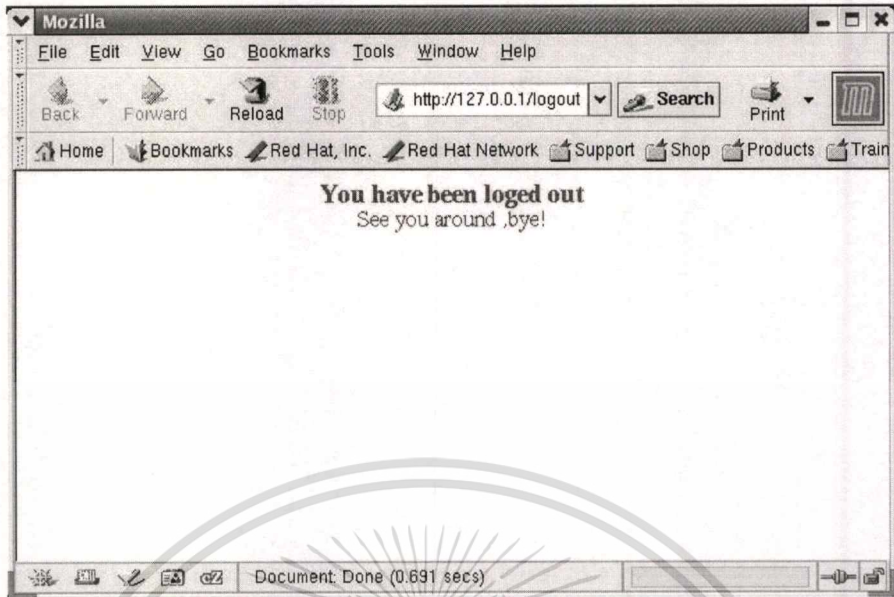 Mozilla
File Edit View Go Bookmarks Tools Window Help
Back Forward Reload Stop http://127.0.0.1/logout Search Print
Home Bookmarks Red Hat, Inc. Red Hat Network Support Shop Products Train
You have been loged out
See you around ,bye!
Document: Done (0.691 secs)